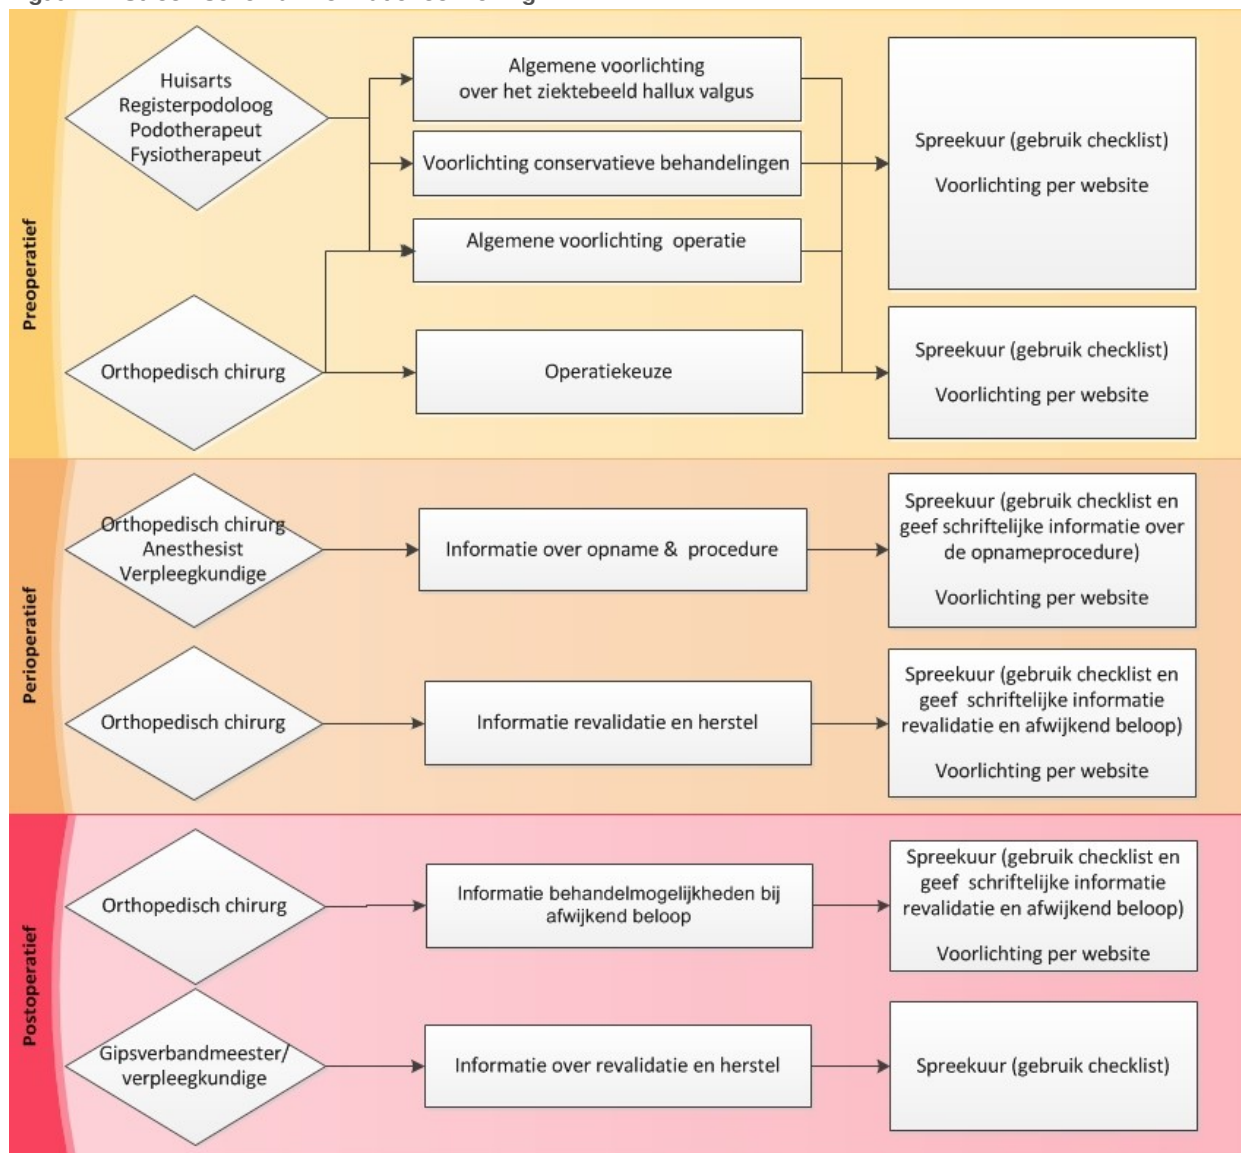 Preoperatief
Huisarts
Registerpodoloog
Podotherapeut
Fysiotherapeut
Algemene voorlichting
over het ziektebeeld hallux valgus
Voorlichting conservatieve behandelingen
Algemene voorlichting operatie
Spreekuur (gebruik checklist)
Voorlichting per website
Orthopedisch chirurg
Operatiekeuze
Spreekuur (gebruik checklist)
Voorlichting per website
Perioperatief
Orthopedisch chirurg
Anesthesist
Verpleegkundige
Informatie over opname & procedure
Spreekuur (gebruik checklist en
geef schriftelijke informatie over
de opnameprocedure)
Voorlichting per website
Orthopedisch chirurg
Informatie revalidatie en herstel
Spreekuur (gebruik checklist en
geef schriftelijke informatie
revalidatie en afwijkend beloop)
Voorlichting per website
Postoperatief
Orthopedisch chirurg
Informatie behandelmogelijkheden bij
afwijkend beloop
Spreekuur (gebruik checklist en
geef schriftelijke informatie
revalidatie en afwijkend beloop)
Voorlichting per website
Gipsverbandmeester/
verpleegkundige
Informatie over revalidatie en herstel
Spreekuur (gebruik checklist)